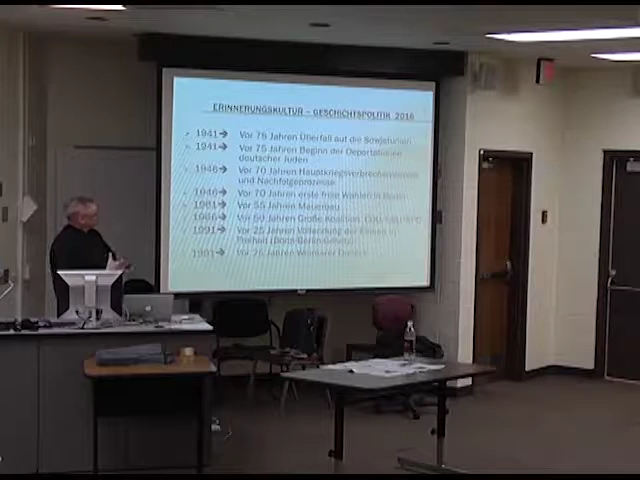 ERINNERUNGSKULTUR – GESCHICHTSPOLITIK 2016
1941→ Vor 75 Jahren Überfall auf die Sowjetunion
1941→ Vor 75 Jahren Beginn der Deportationen
deutscher Juden
1946→ Vor 70 Jahren Hauptkriegsverbrecherprozess
und Nachfolgeprozesse
1946→ Vor 70 Jahren erste freie Wahlen in
1961→ Vor 55 Jahren Mauerbau
1966→ Vor 50 Jahren Große Koalition
1991→ Vor 25 Jahren Vollendung der Einheit in
Freiheit
1991→ Vor 25 Jahren Weimarer Dreieck